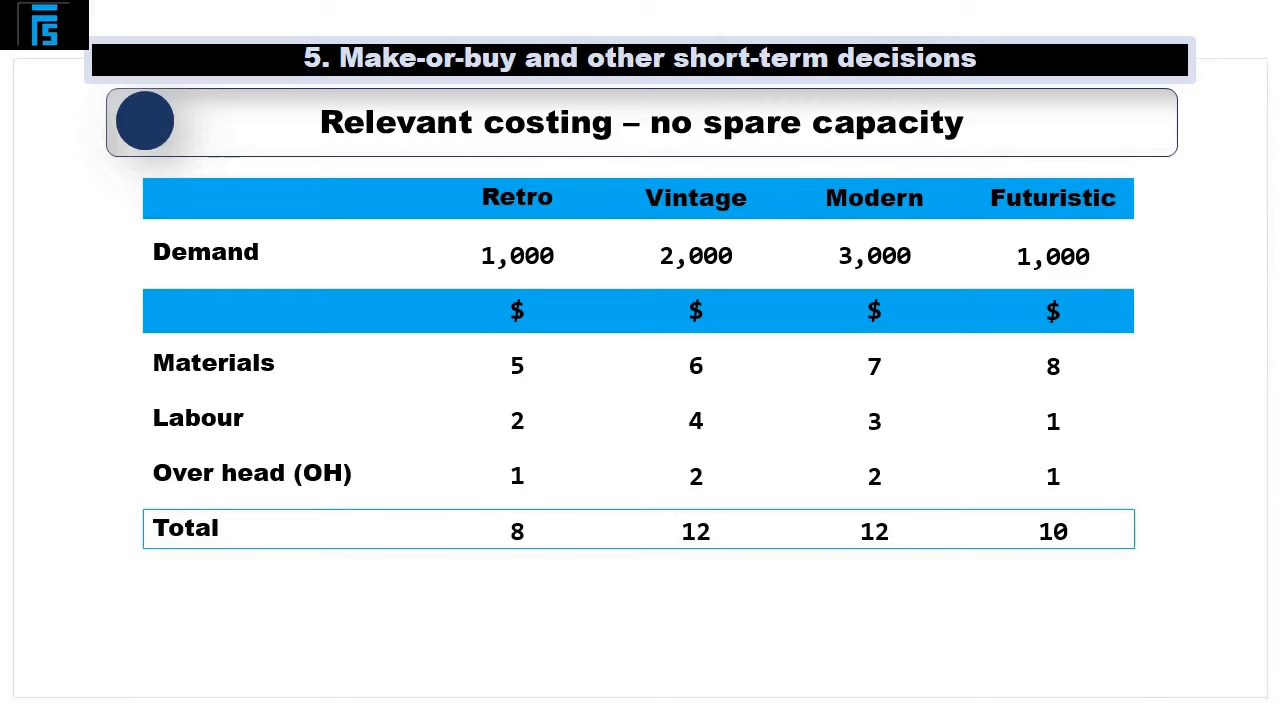 5. Make-or-buy and other short-term decisions
Relevant costing – no spare capacity
Retro Vintage Modern Futuristic
Demand 1,000 2,000 3,000 1,000
$ $ $ $
Materials 5 6 7 8
Labour 2 4 3 1
Over head (OH) 1 2 2 1
Total 8 12 12 10